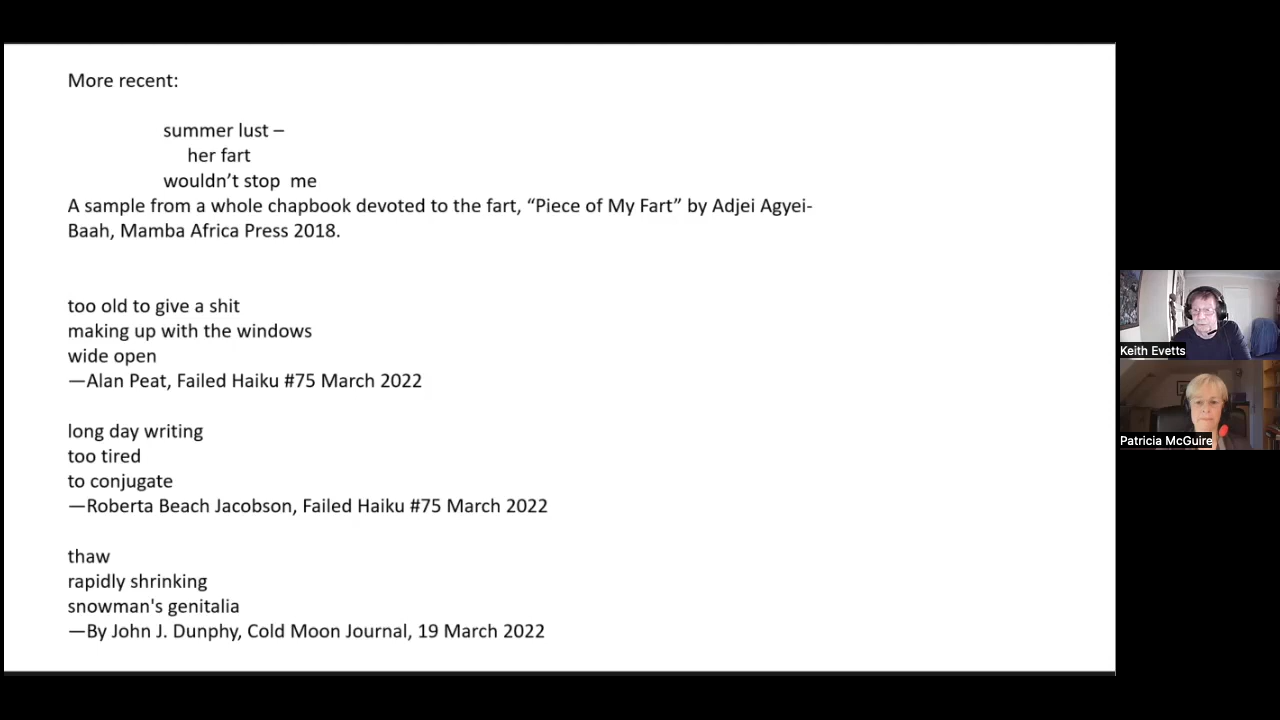 More recent:
summer lust –
her fart
wouldn’t stop  me
A sample from a whole chapbook devoted to the fart, “Piece of My Fart” by Adjei Agyei-
Baah, Mamba Africa Press 2018.
too old to give a shit
making up with the windows
wide open
—Alan Peat, Failed Haiku #75 March 2022
long day writing
too tired
to conjugate
—Roberta Beach Jacobson, Failed Haiku #75 March 2022
thaw
rapidly shrinking
snowman's genitalia
—By John J. Dunphy, Cold Moon Journal, 19 March 2022
Keith Evetts
Patricia McGuire